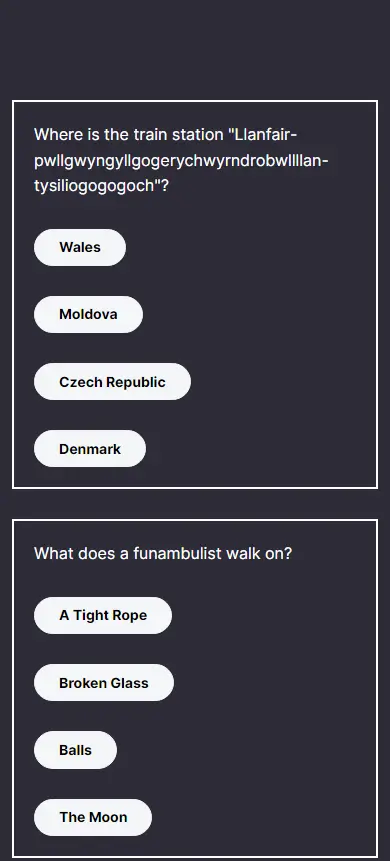 Where is the train station "Llanfair-
pwllgwyngyllgogerychwyrndrobwllllan-
tysiliogogogoch"?
Wales
Moldova
Czech Republic
Denmark
What does a funambulist walk on?
A Tight Rope
Broken Glass
Balls
The Moon